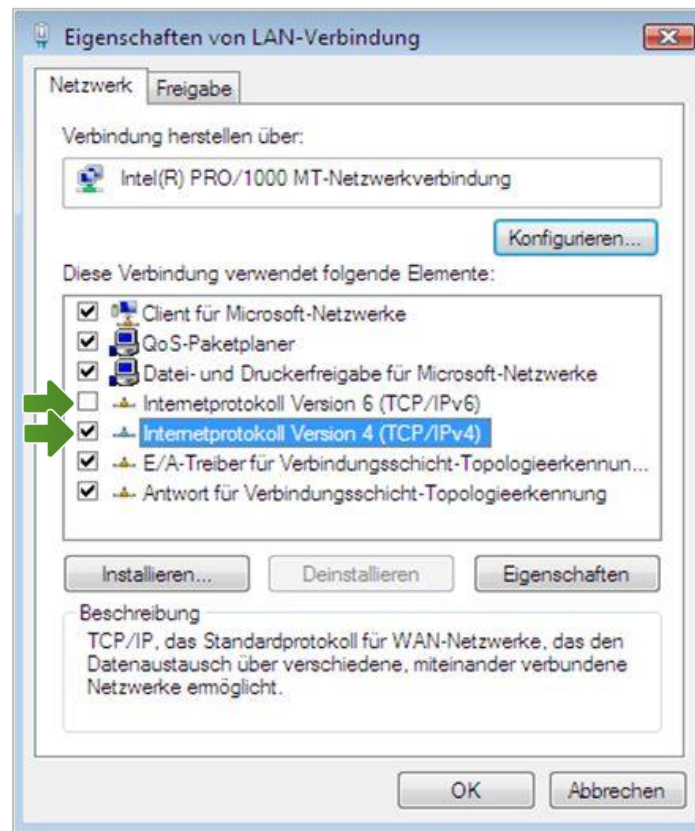 Eigenschaften von LAN-Verbindung
Netzwerk
Freigabe
Verbindung herstellen über:
Intel(R) PRO/1000 MT-Netzwerkverbindung
Konfigurieren...
Diese Verbindung verwendet folgende Elemente:
Client für Microsoft-Netzwerke
QoS-Paketplaner
Datei- und Druckerfreigabe für Microsoft-Netzwerke
Internetprotokoll Version 6 (TCP/IPv6)
Internetprotokoll Version 4 (TCP/IPv4)
E/A-Treiber für Verbindungsschicht-Topologieerkennun...
Antwort für Verbindungsschicht-Topologieerkennung
Installieren...
Deinstallieren
Eigenschaften
Beschreibung
TCP/IP, das Standardprotokoll für WAN-Netzwerke, das den
Datenaustausch über verschiedene, miteinander verbundene
Netzwerke ermöglicht.
OK
Abbrechen